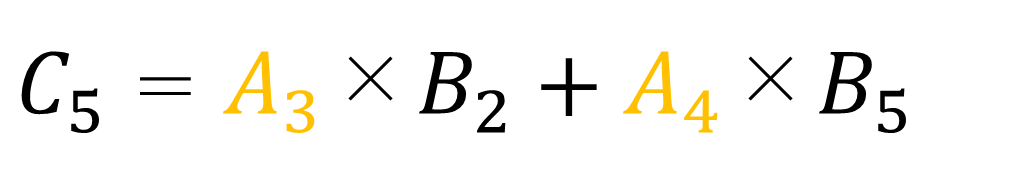 C₅ = A₃ × B₂ + A₄ × B₅